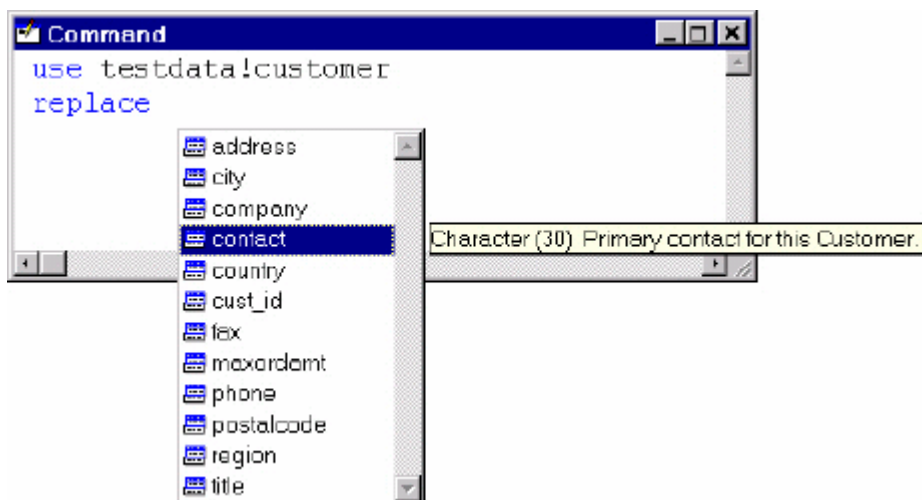 Command
use testdata!customer
replace
address
city
company
contact
Character (30) Primary contact for this Customer.
country
cust_id
fax
maxordamt
phone
postalcode
region
title